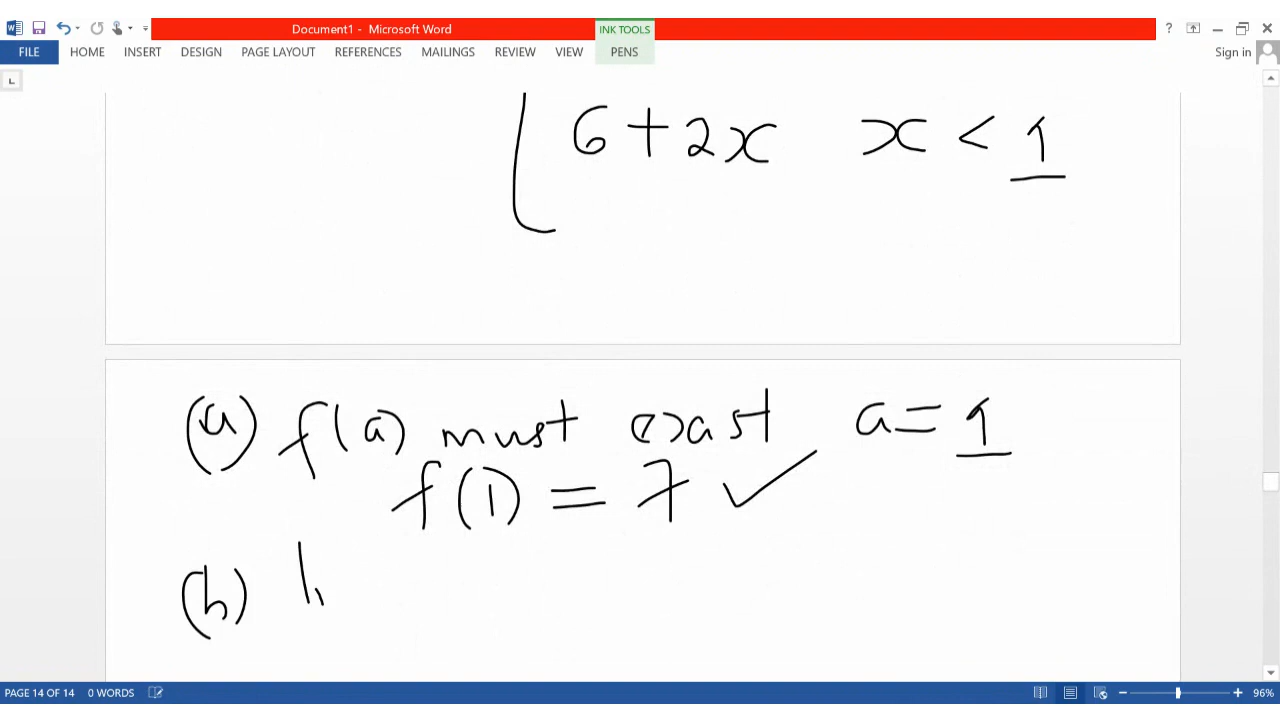 Document1 - Microsoft Word
INK TOOLS
?
FILE HOME INSERT DESIGN PAGE LAYOUT REFERENCES MAILINGS REVIEW VIEW PENS
Sign in
6+2x x < 1
(a) f(a) must exast a=1
f(1) = 7 ✓
(b)
PAGE 14 OF 14 0 WORDS
96%